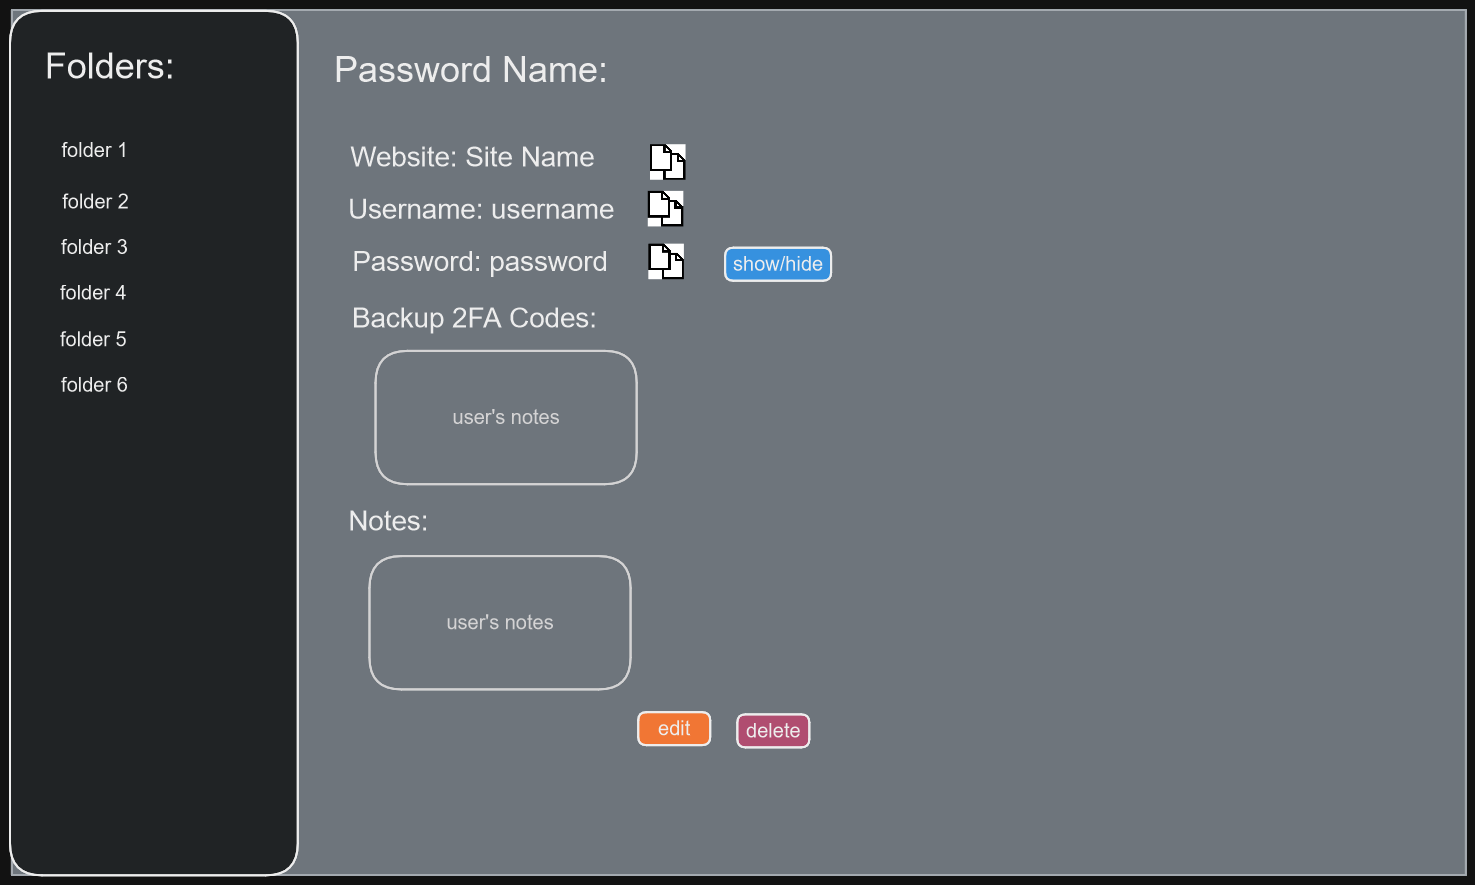 Folders:
folder 1
folder 2
folder 3
folder 4
folder 5
folder 6
Password Name:
Website: Site Name
Username: username
Password: password
show/hide
Backup 2FA Codes:
user's notes
Notes:
user's notes
edit
delete